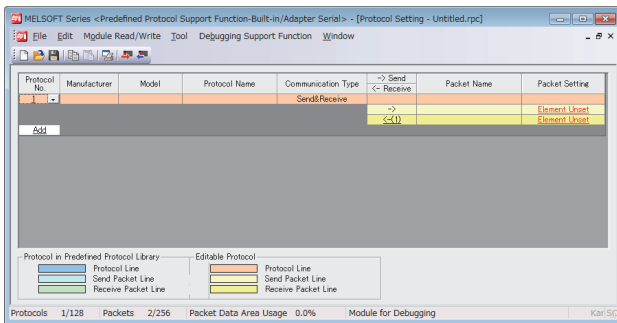 MELSOFT Series <Predefined Protocol Support Function-Built-in/Adapter Serial> - [Protocol Setting - Untitled.rpc]
File Edit Module Read/Write Tool Debugging Support Function Window
Protocol No. Manufacturer Model Protocol Name Communication Type -> Send <- Receive Packet Name Packet Setting
1 Send&Receive
-> Element Unset
<-(1) Element Unset
Add
Protocol in Predefined Protocol Library Editable Protocol
Protocol Line Protocol Line
Send Packet Line Send Packet Line
Receive Packet Line Receive Packet Line
Protocols 1/128 Packets 2/256 Packet Data Area Usage 0.0% Module for Debugging